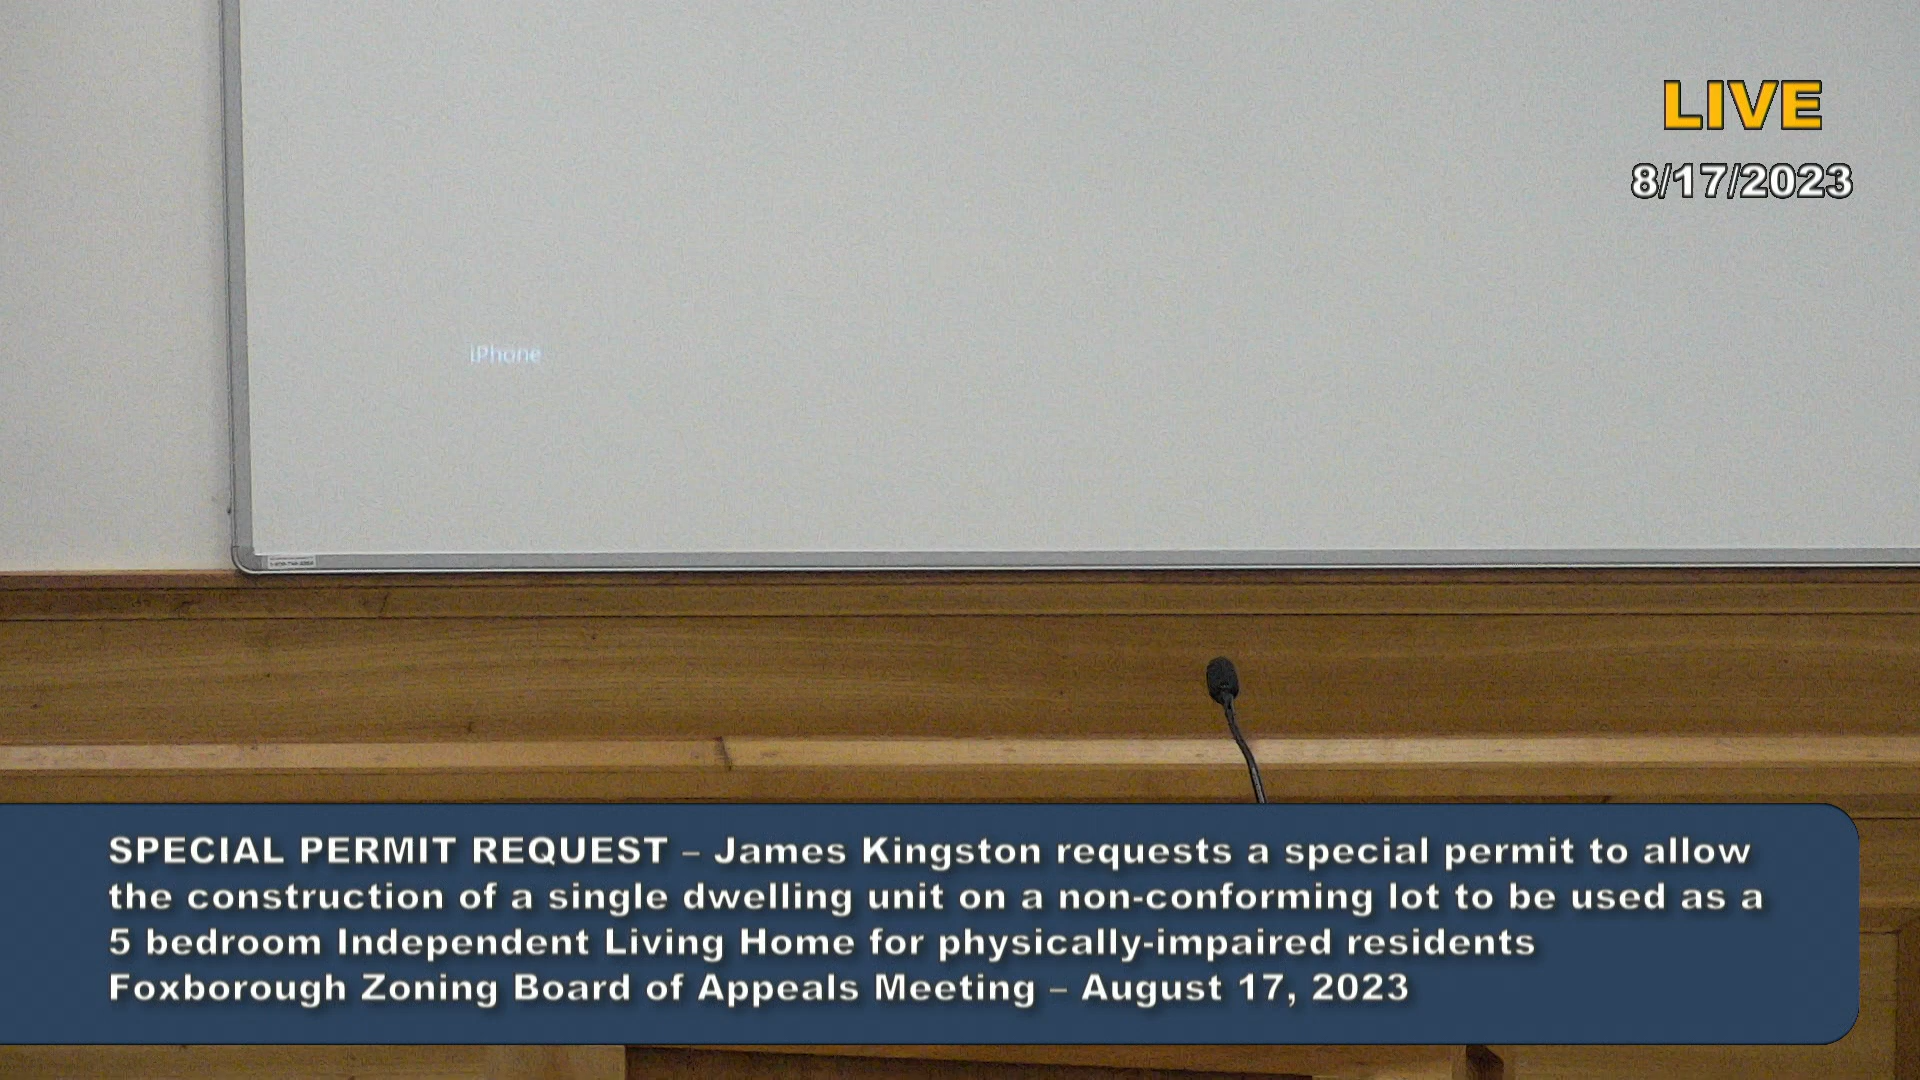 LIVE
8/17/2023
iPhone
SPECIAL PERMIT REQUEST – James Kingston requests a special permit to allow
the construction of a single dwelling unit on a non-conforming lot to be used as a
5 bedroom Independent Living Home for physically-impaired residents
Foxborough Zoning Board of Appeals Meeting – August 17, 2023